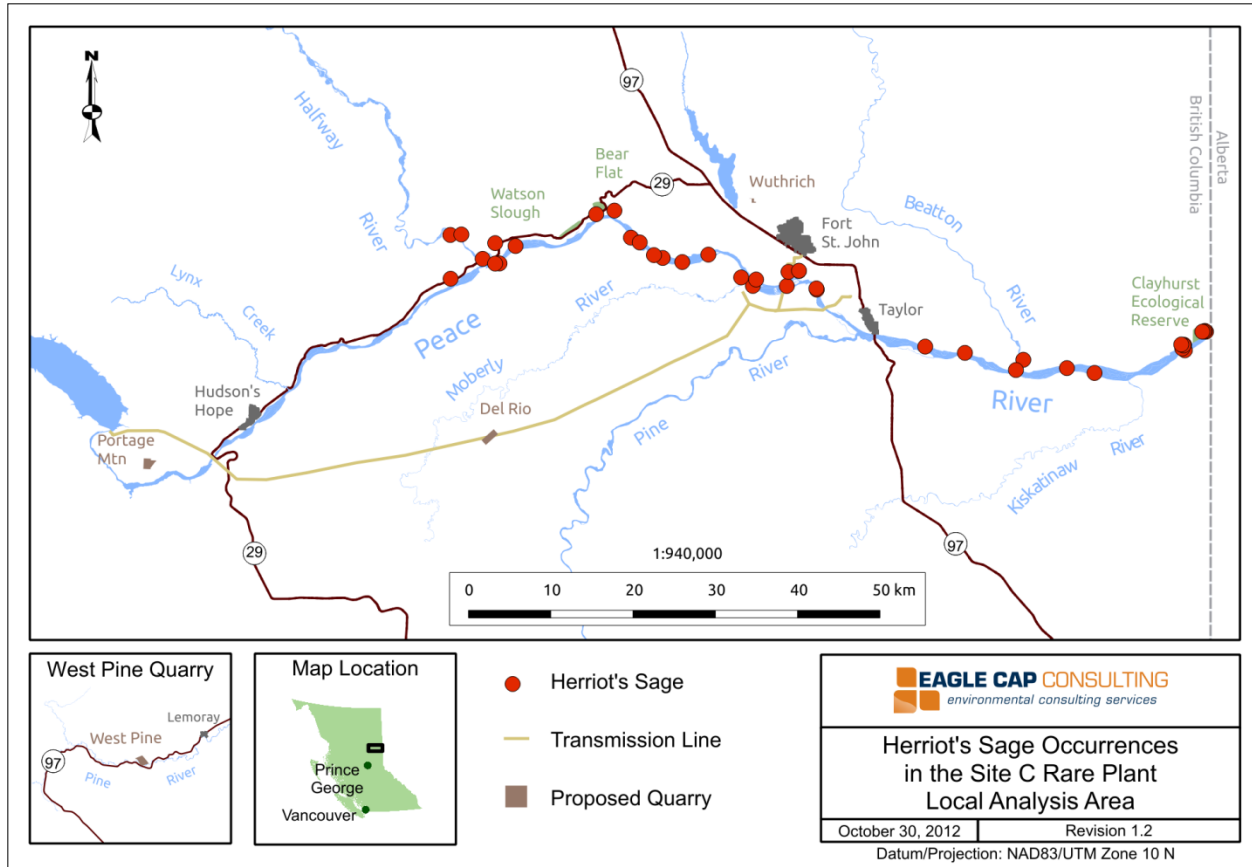 N
97
Halfway
River
Bear
Flat
29
Wuthrich
Watson
Slough
Fort
St. John
Beatton
River
British Columbia
Alberta
Lynx
Creek
Clayhurst
Ecological
Reserve
Peace
River
Moberly
River
Taylor
Hudson's
Hope
Del Rio
Pine
River
River
Portage
Mtn
Kiskatinaw
River
29
97
1:940,000
0 10 20 30 40 50 km
West Pine Quarry
Lemoray
West Pine
97
Pine
River
Map Location
Prince
George
Vancouver
Herriot's Sage
Transmission Line
Proposed Quarry
EAGLE CAP CONSULTING
environmental consulting services
Herriot's Sage Occurrences
in the Site C Rare Plant
Local Analysis Area
October 30, 2012
Revision 1.2
Datum/Projection: NAD83/UTM Zone 10 N